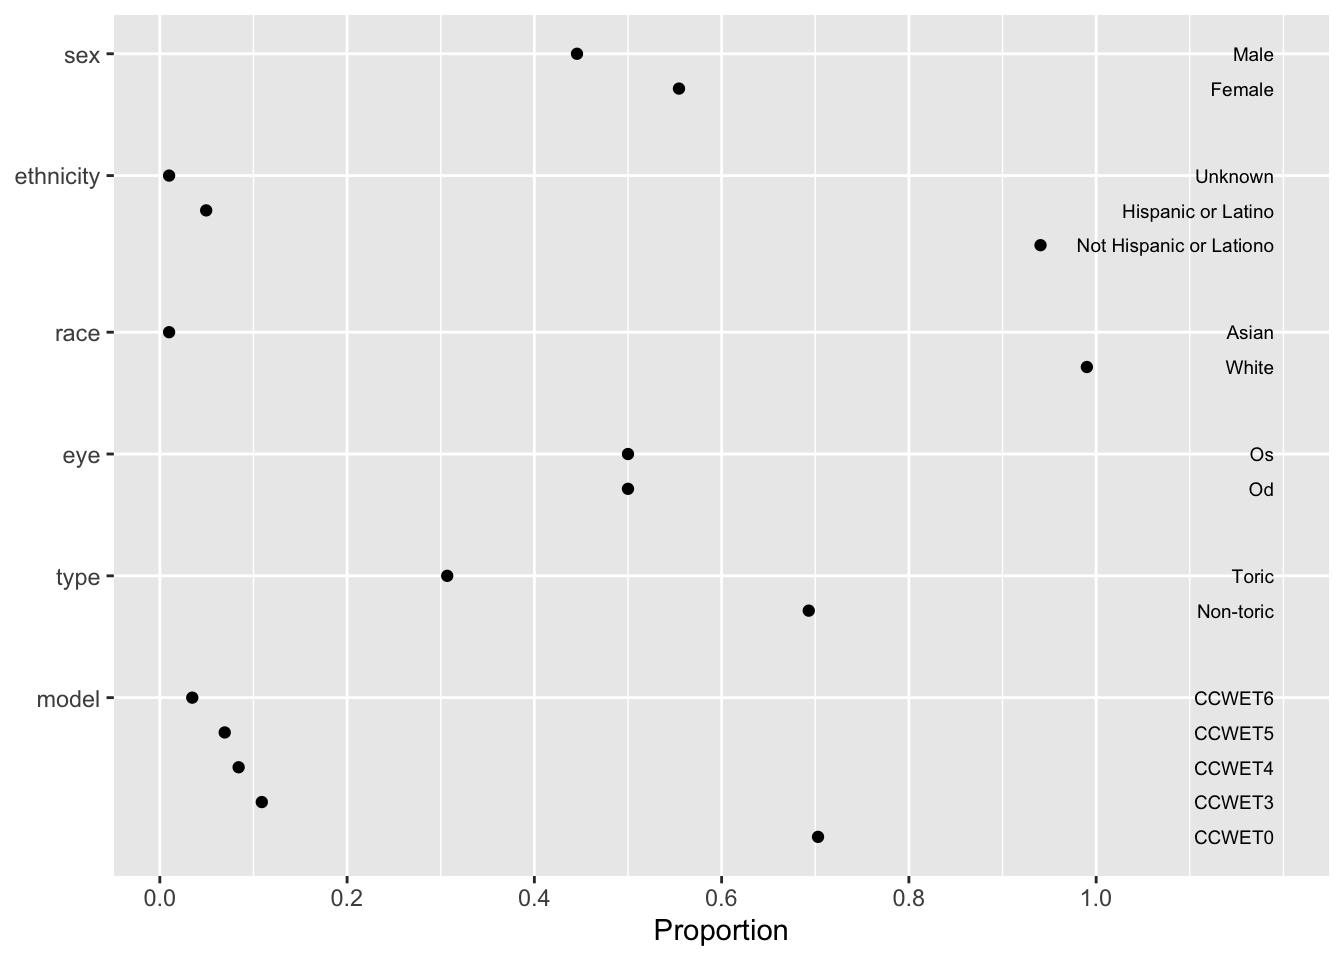 sex Male
Female
ethnicity Unknown
Hispanic or Latino
Not Hispanic or Lationo
race Asian
White
eye Os
Od
type Toric
Non-toric
model CCWET6
CCWET5
CCWET4
CCWET3
CCWET0
0.0 0.2 0.4 0.6 0.8 1.0
Proportion